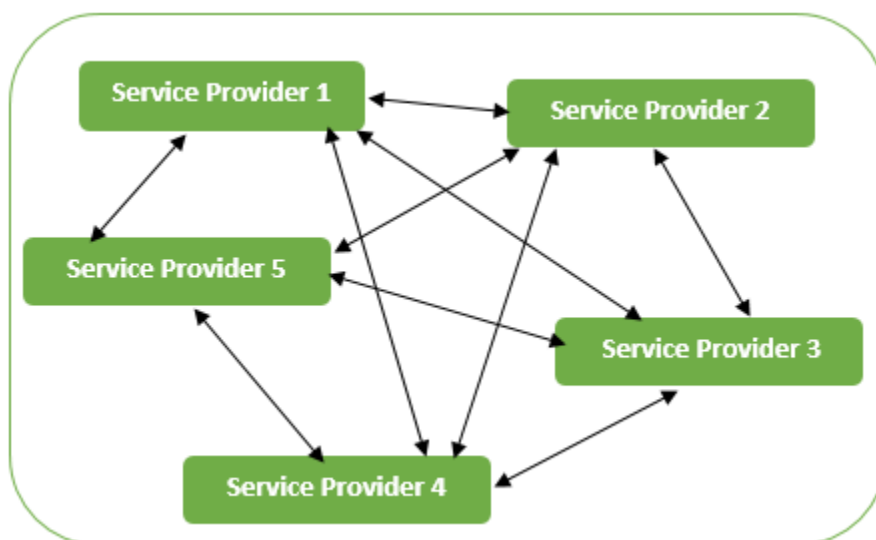 Service Provider 1
Service Provider 2
Service Provider 5
Service Provider 3
Service Provider 4